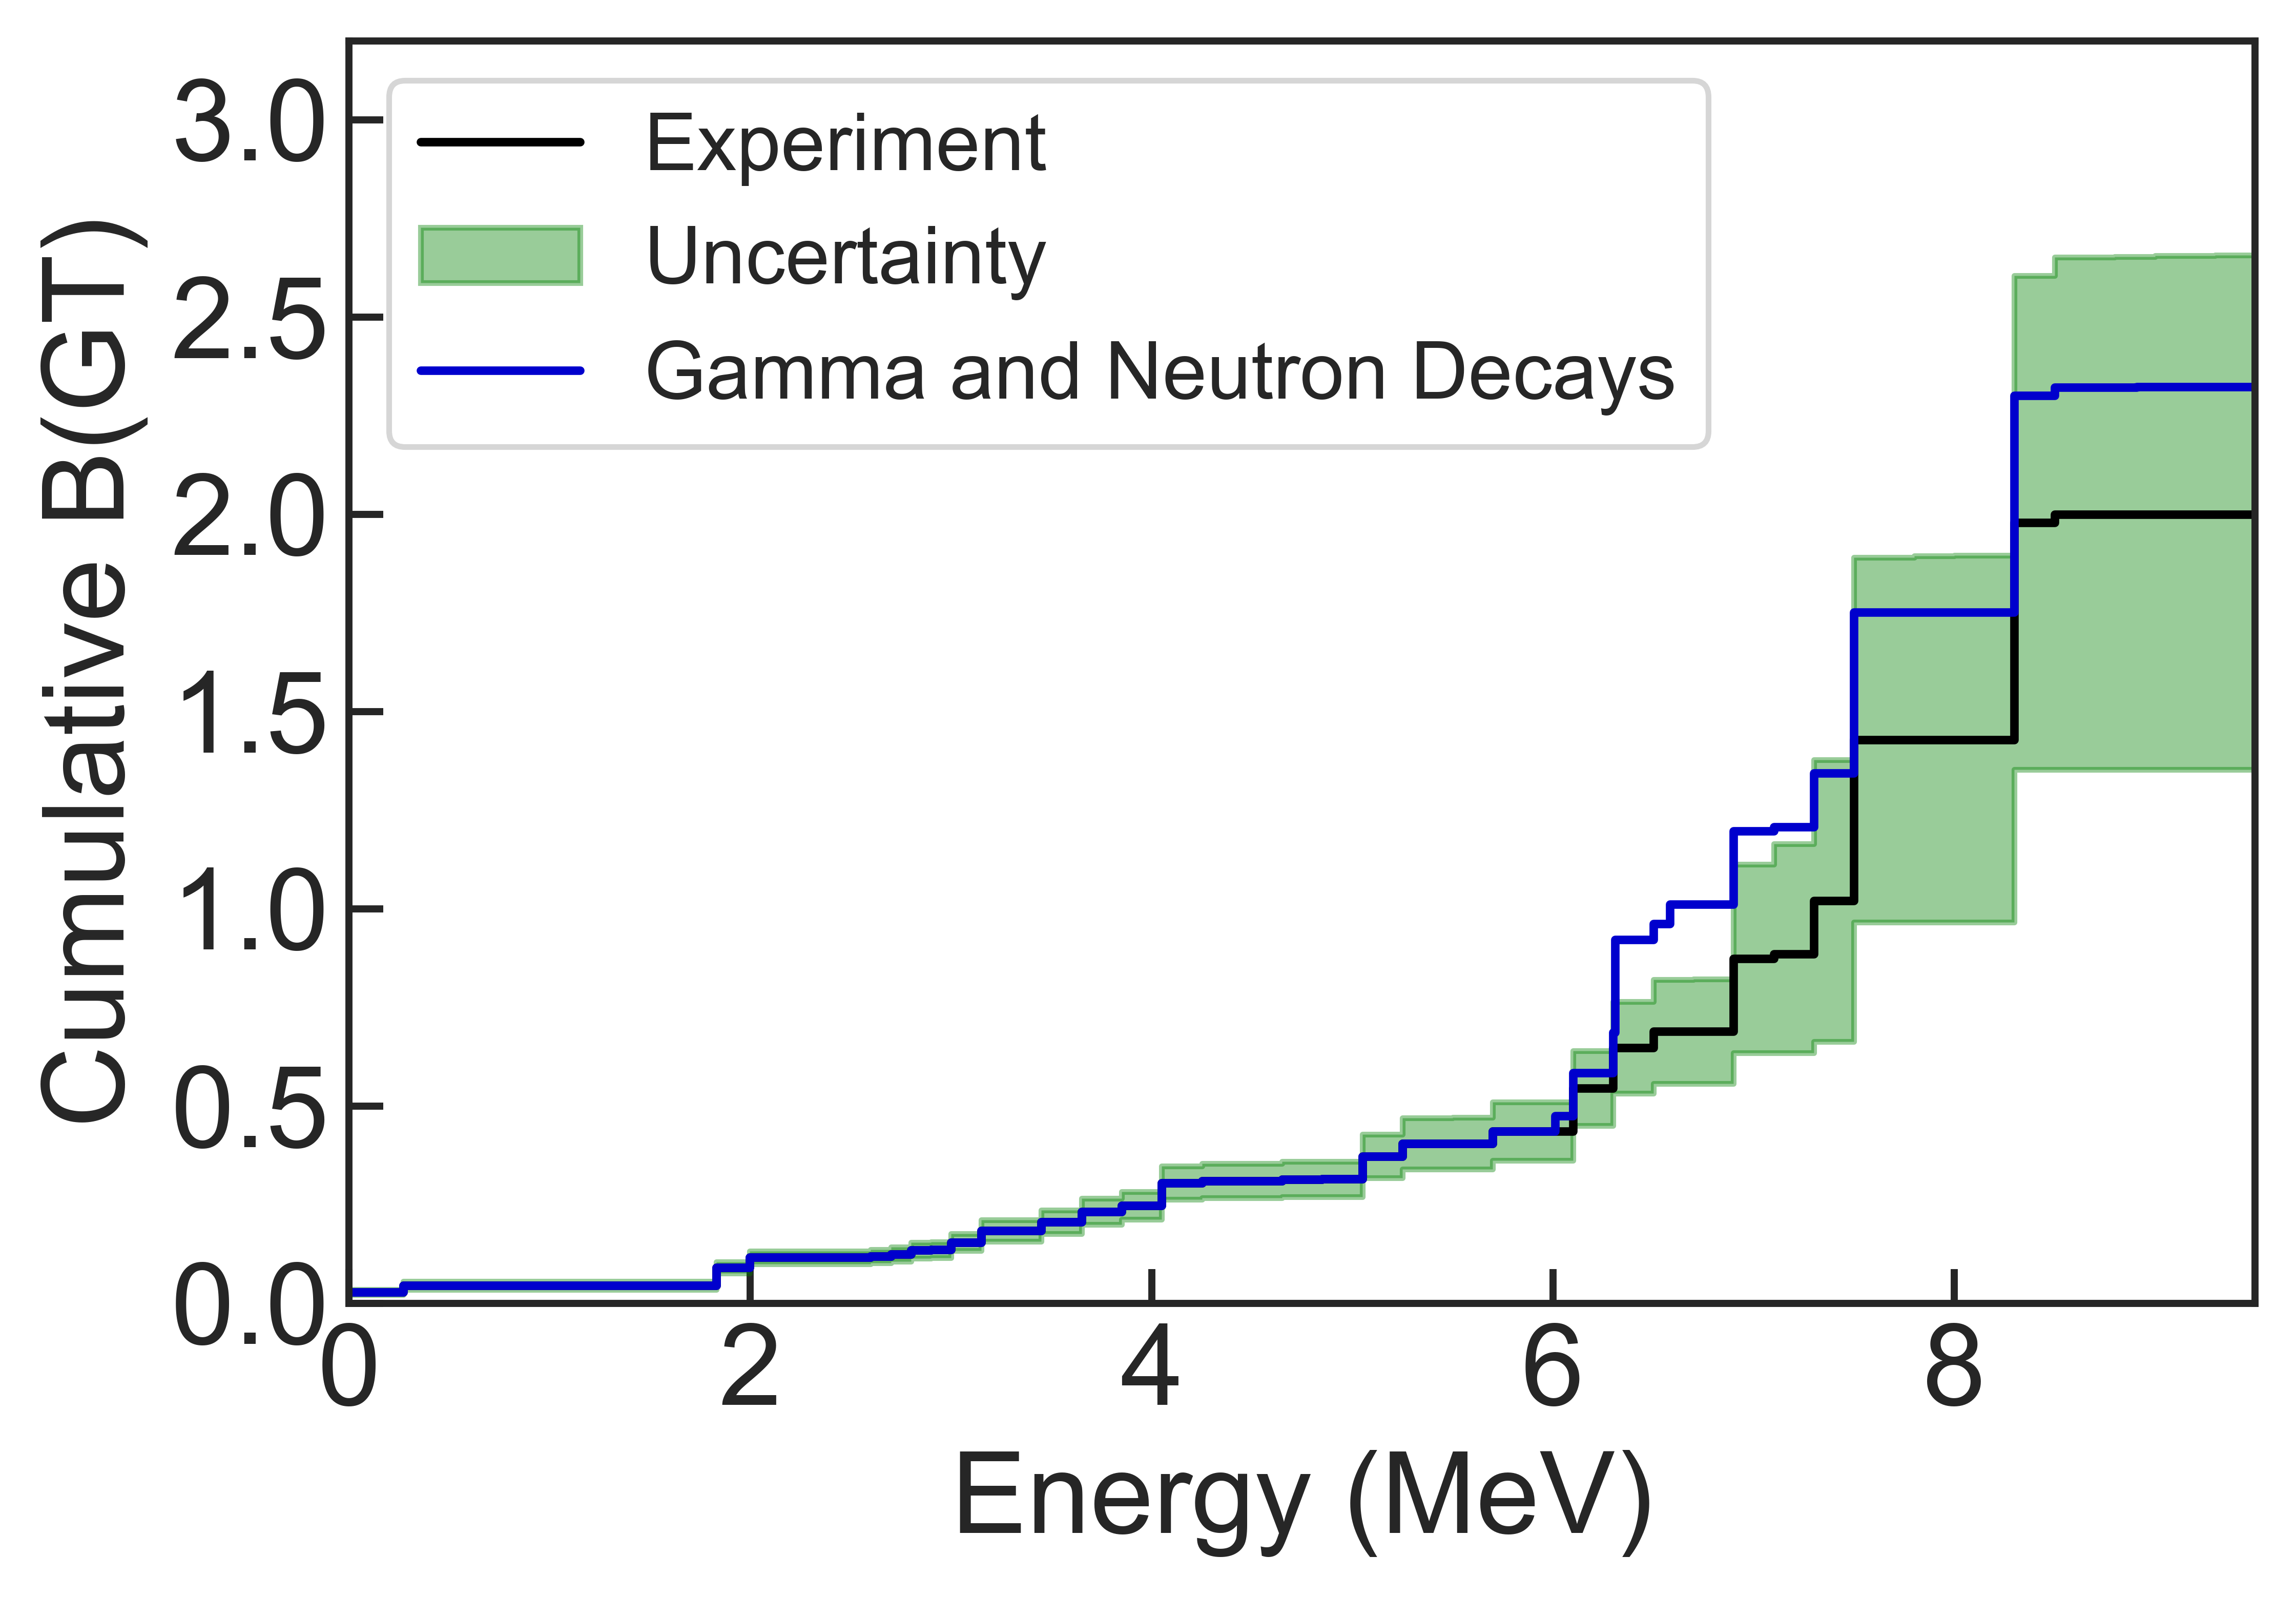 3.0
2.5
2.0
1.5
1.0
0.5
0.0
Cumulative B(GT)
Experiment
Uncertainty
Gamma and Neutron Decays
0 2 4 6 8
Energy (MeV)